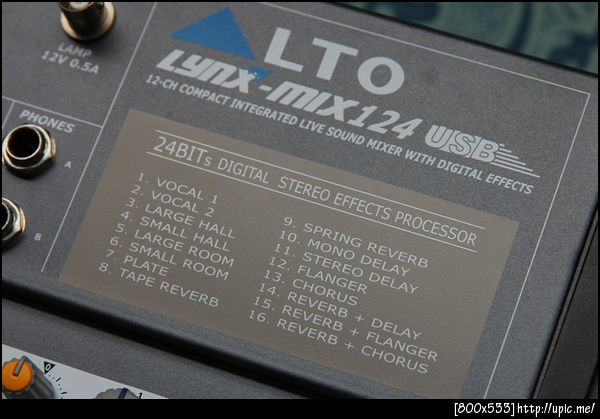 LAMP
12V 0.5A
ALTO
LYNX-MIX124 USB
12-CH COMPACT INTEGRATED LIVE SOUND MIXER WITH DIGITAL EFFECTS
PHONES
A
B
24BITs DIGITAL STEREO EFFECTS PROCESSOR
1. VOCAL 1
2. VOCAL 2
3. LARGE HALL
4. SMALL HALL
5. LARGE ROOM
6. SMALL ROOM
7. PLATE
8. TAPE REVERB
9. SPRING REVERB
10. MONO DELAY
11. STEREO DELAY
12. FLANGER
13. CHORUS
14. REVERB + DELAY
15. REVERB + FLANGER
16. REVERB + CHORUS
0
[800x533]http://upic.me/